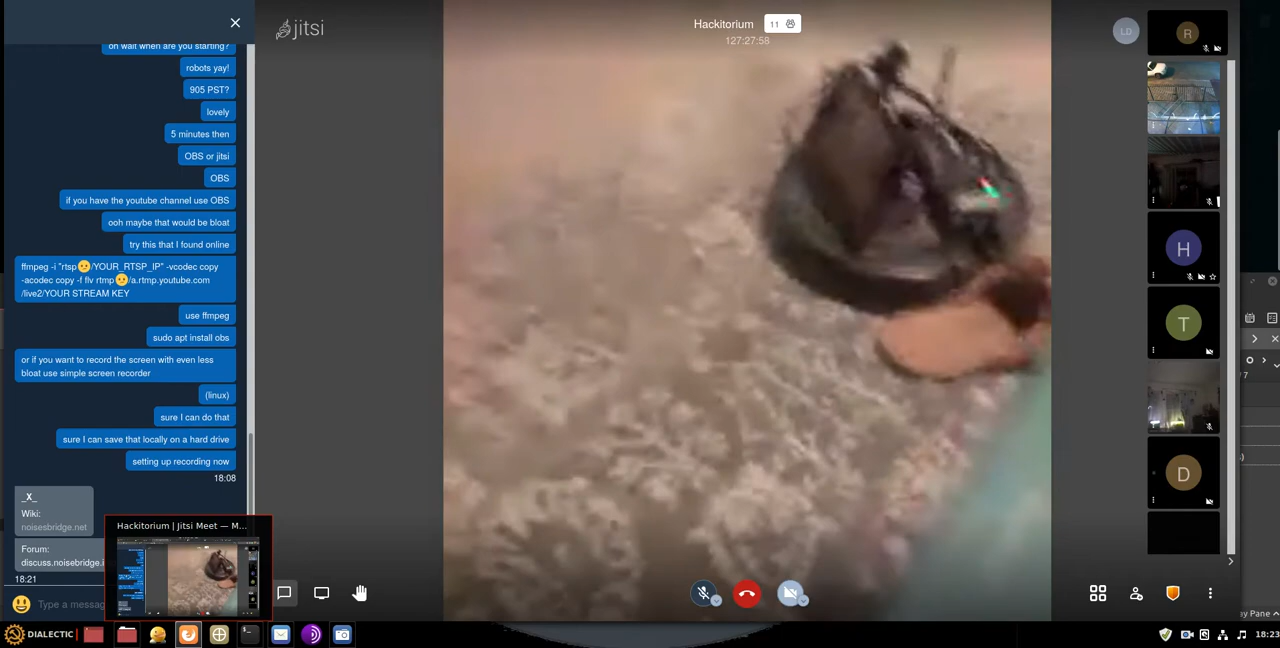 on wait when are you starting?
robots yay!
905 PST?
lovely
5 minutes then
OBS or jitsi
OBS
if you have the youtube channel use OBS
ooh maybe that would be bloat
try this that I found online
ffmpeg -i "rtsp😕/YOUR_RTSP_IP" -vcodec copy
-acodec copy -f flv rtmp😕/a.rtmp.youtube.com
/live2/YOUR STREAM KEY
use ffmpeg
sudo apt install obs
or if you want to record the screen with even less
bloat use simple screen recorder
(linux)
sure I can do that
sure I can save that locally on a hard drive
setting up recording now
18:08
_X_
Wiki:
noisesbridge.net
Forum:
discuss.noisebridge.i
18:21
Type a messag
Hackitorium | Jitsi Meet — M...
jitsi
Hackitorium 11
127:27:58
LD
R
H
T
D
DIALECTIC
ay Pane
18:23